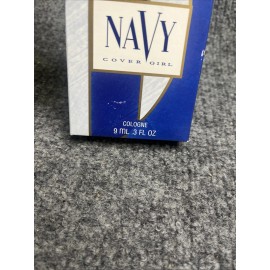 NAVY
COVER GIRL
COLOGNE
9 mL .3 FL OZ